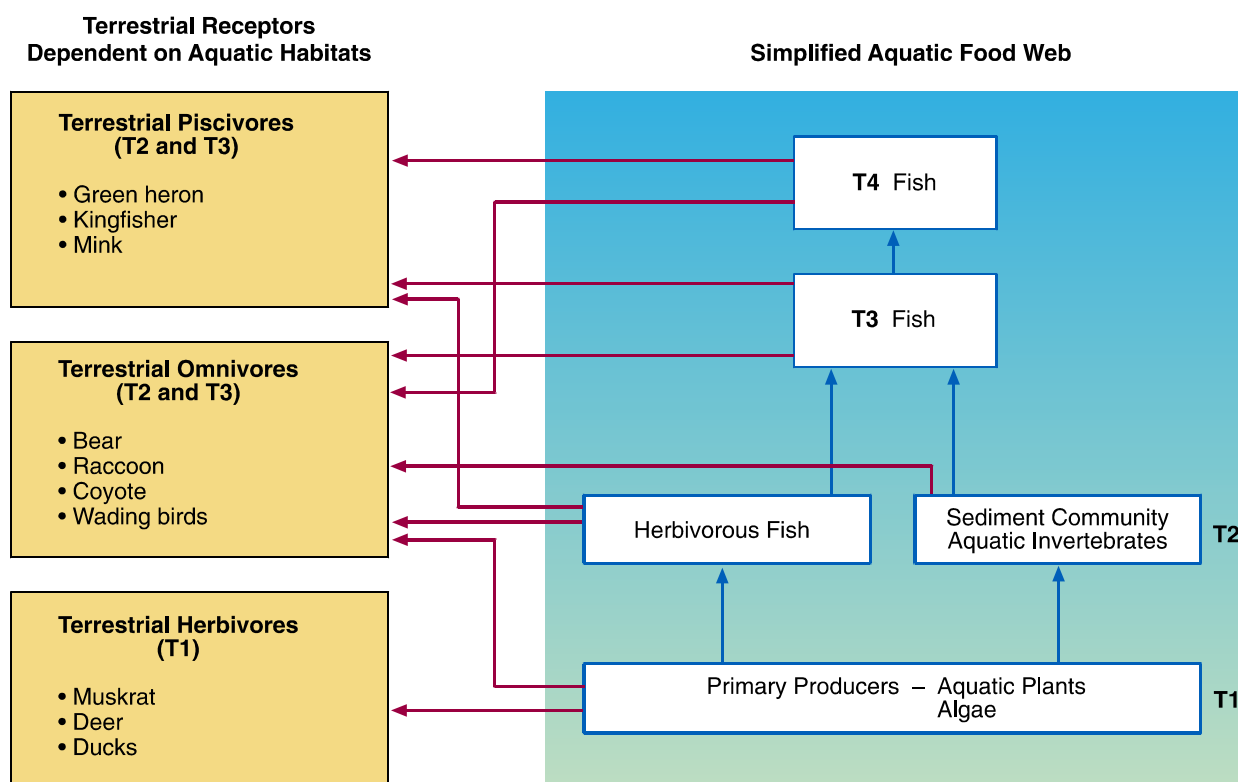 Terrestrial Receptors
Dependent on Aquatic Habitats
Terrestrial Piscivores
(T2 and T3)
• Green heron
• Kingfisher
• Mink
Terrestrial Omnivores
(T2 and T3)
• Bear
• Raccoon
• Coyote
• Wading birds
Terrestrial Herbivores
(T1)
• Muskrat
• Deer
• Ducks
Simplified Aquatic Food Web
T4 Fish
T3 Fish
Herbivorous Fish
Sediment Community
Aquatic Invertebrates
T2
Primary Producers – Aquatic Plants
Algae
T1